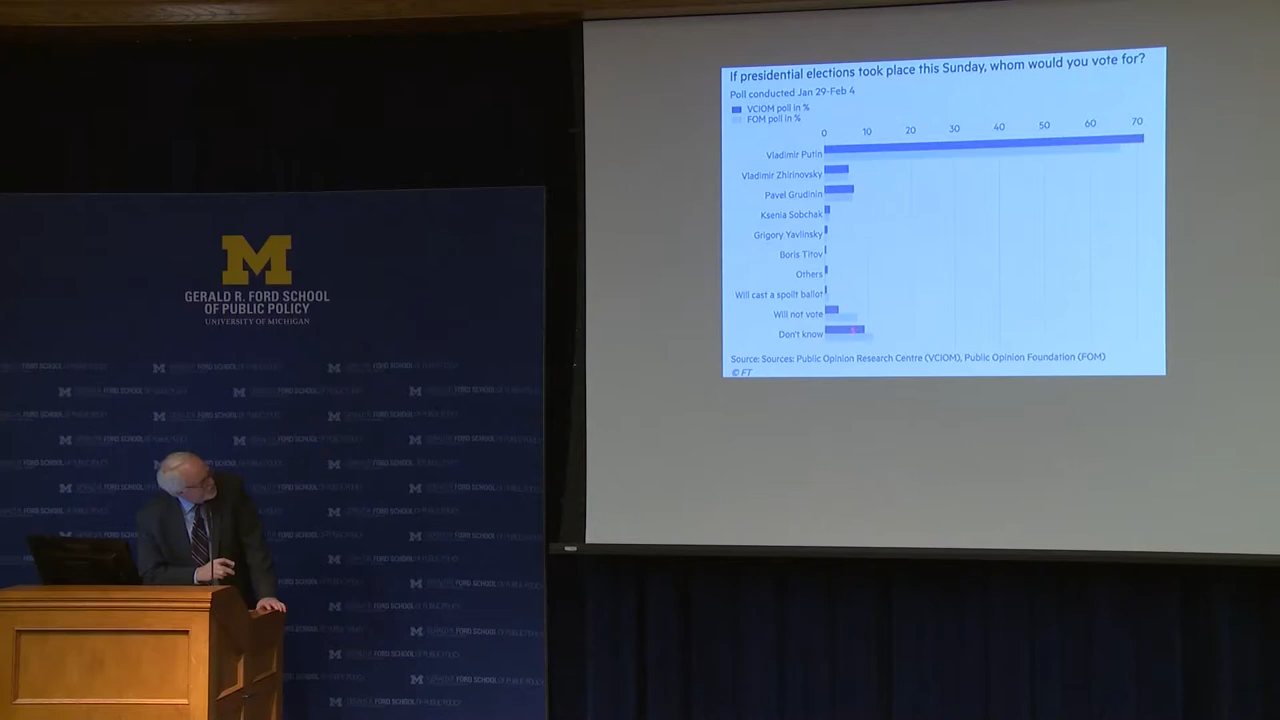 If presidential elections took place this Sunday, whom would you vote for?
Poll conducted Jan 29-Feb 4
VCIOM poll in %
FOM poll in %
0 10 20 30 40 50 60 70
Vladimir Putin
Vladimir Zhirinovsky
Pavel Grudinin
Ksenia Sobchak
Grigory Yavlinsky
Boris Titov
Others
Will cast a spoilt ballot
Will not vote
Don't know
Source: Sources: Public Opinion Research Centre (VCIOM), Public Opinion Foundation (FOM)
© FT
M
GERALD R. FORD SCHOOL
OF PUBLIC POLICY
UNIVERSITY OF MICHIGAN